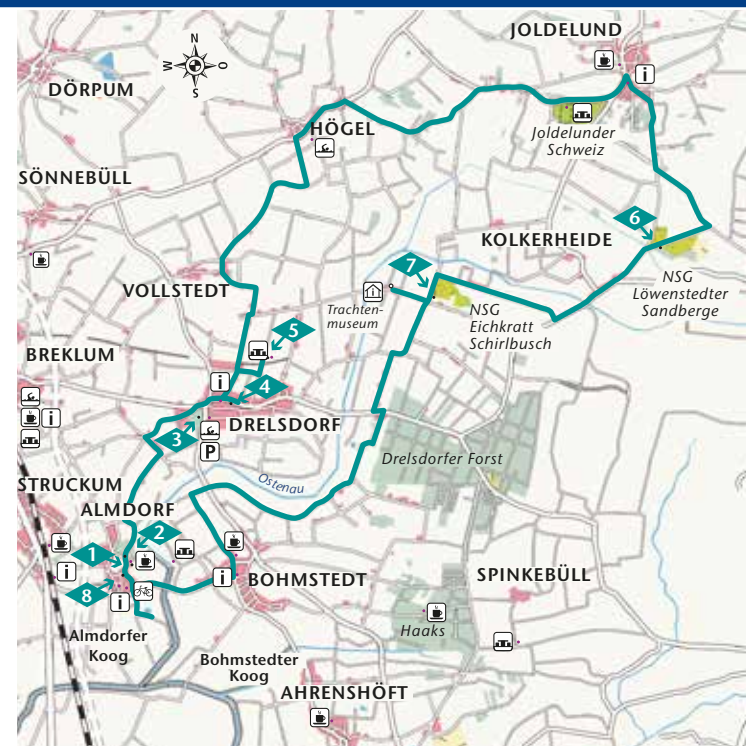 JOLDELUND
N
W
O
S
DÖRPUM
i
HÖGEL
Joldelunder
Schweiz
SÖNNEBÜLL
6
KOLKERHEIDE
7
VOLLSTEDT
Trachten-
museum
NSG
Löwenstedter
Sandberge
NSG
Eichkratt
Schirlbusch
5
BREKLUM
i
4
i
3
DRELSDORF
P
Drelsdorfer Forst
STRUCKUM
Ostenau
ALMDORF
2
1
i
8
i
i
BOHMSTEDT
SPINKEBÜLL
Haaks
Almdorfer
Koog
Bohmstedter
Koog
AHRENSHÖFT